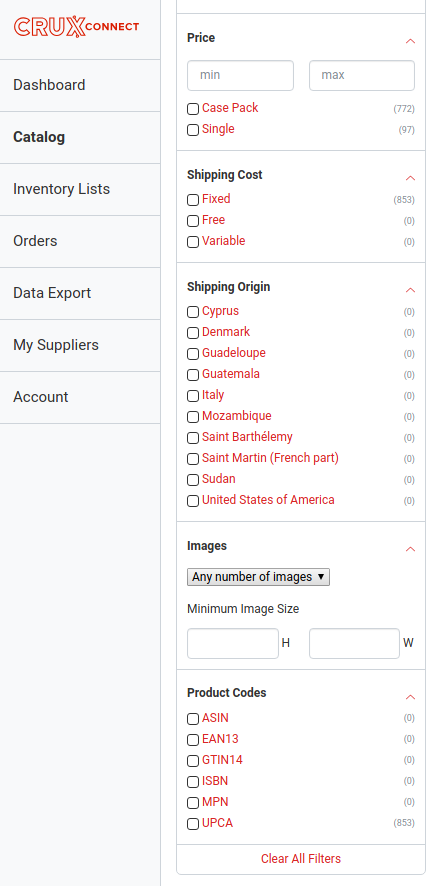 CRUXCONNECT
Dashboard
Catalog
Inventory Lists
Orders
Data Export
My Suppliers
Account
Price
min max
Case Pack (772)
Single (97)
Shipping Cost
Fixed (853)
Free (0)
Variable (0)
Shipping Origin
Cyprus (0)
Denmark (0)
Guadeloupe (0)
Guatemala (0)
Italy (0)
Mozambique (0)
Saint Barthélemy (0)
Saint Martin (French part) (0)
Sudan (0)
United States of America (0)
Images
Any number of images
Minimum Image Size
H W
Product Codes
ASIN (0)
EAN13 (0)
GTIN14 (0)
ISBN (0)
MPN (0)
UPCA (853)
Clear All Filters